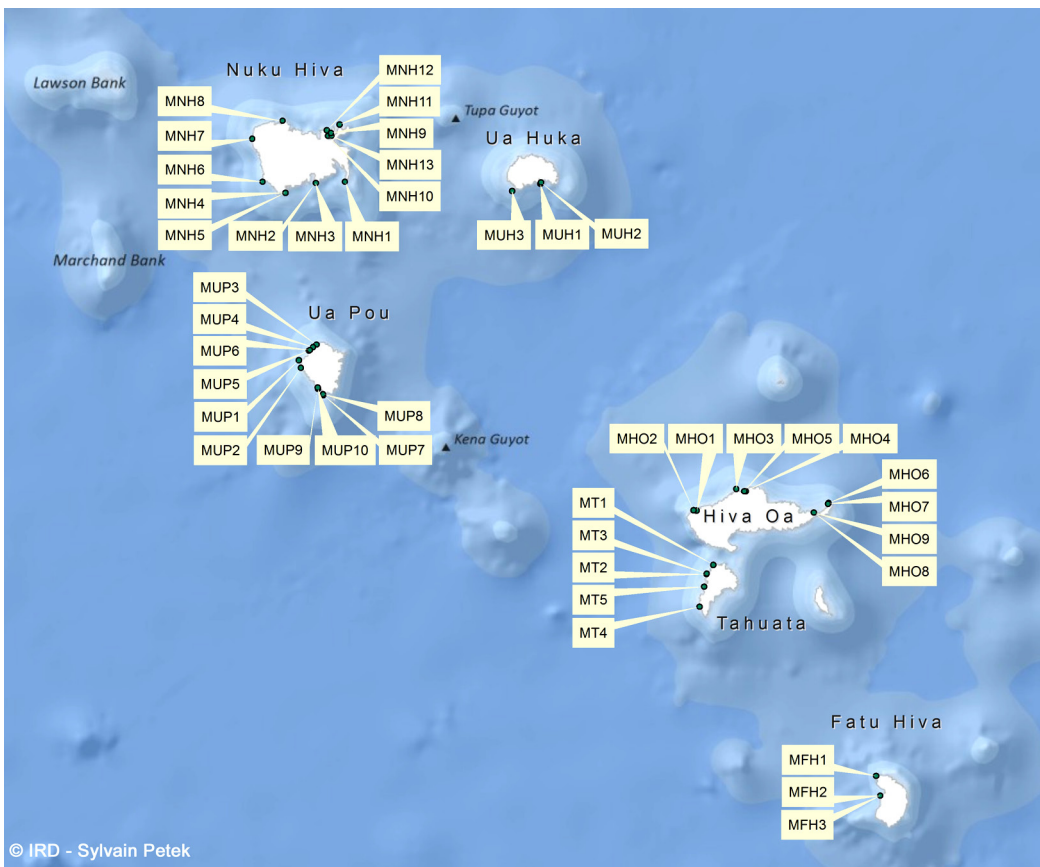 Lawson Bank
Nuku Hiva
MNH12
MNH11
MNH9
MNH13
MNH10
MNH8
MNH7
MNH6
MNH4
MNH5
MNH2
MNH3
MNH1
Tupa Guyot
Ua Huka
MUH3
MUH1
MUH2
Marchand Bank
Ua Pou
MUP3
MUP4
MUP6
MUP5
MUP1
MUP2
MUP9
MUP10
MUP8
MUP7
Kena Guyot
MHO2
MHO1
MHO3
MHO5
MHO4
MHO6
MHO7
MHO9
MHO8
Hiva Oa
MT1
MT3
MT2
MT5
MT4
Tahuata
Fatu Hiva
MFH1
MFH2
MFH3
© IRD - Sylvain Petek